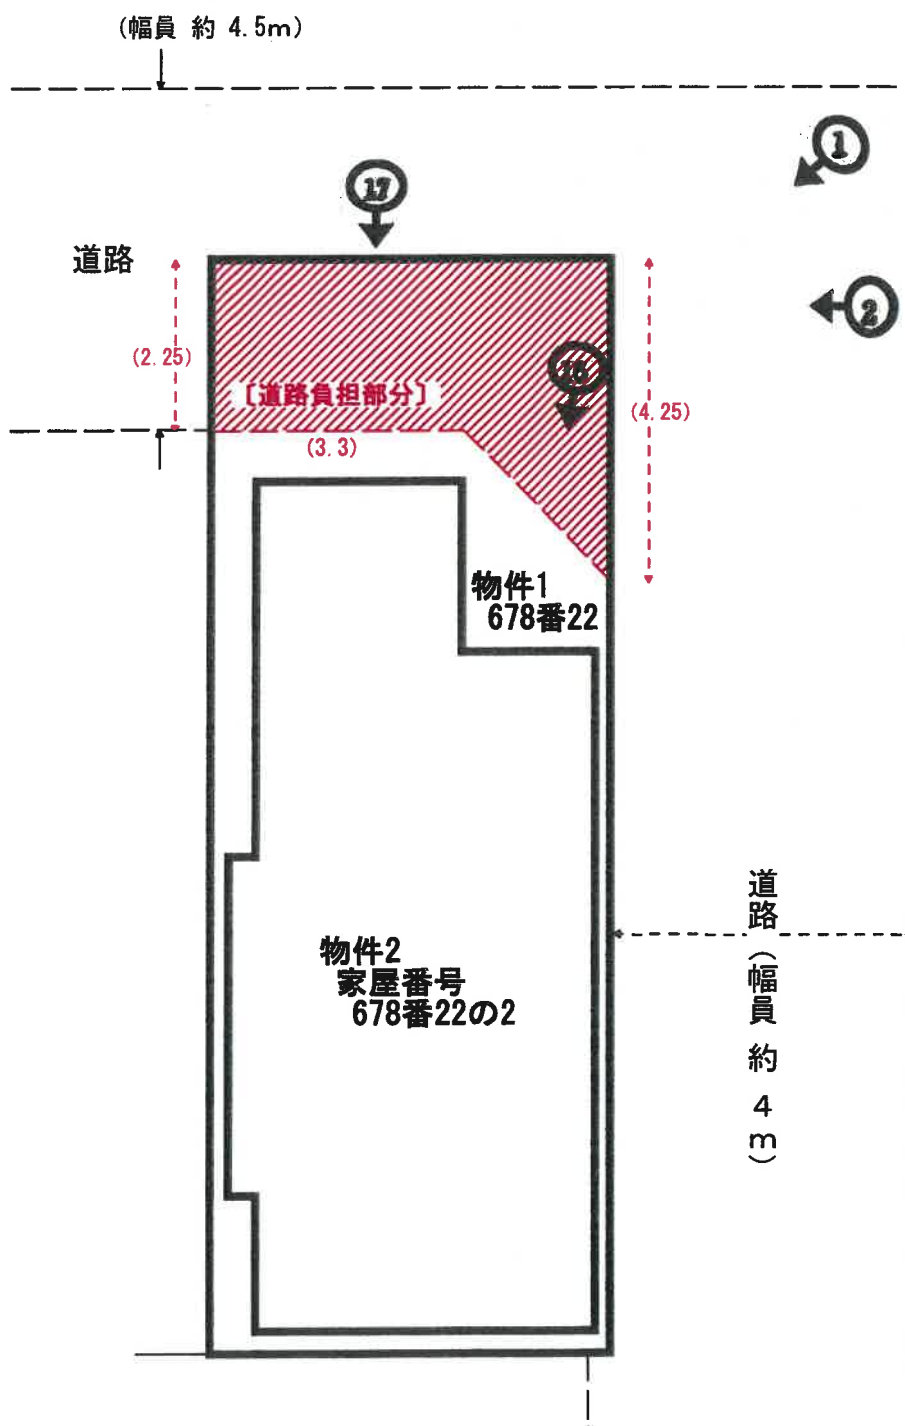 (幅員 約 4.5m)
1
17
道路
2
(2.25)
16
〔道路負担部分〕
(4.25)
(3.3)
物件1
678番22
道路(幅員 約 4m)
物件2
家屋番号
678番22の2